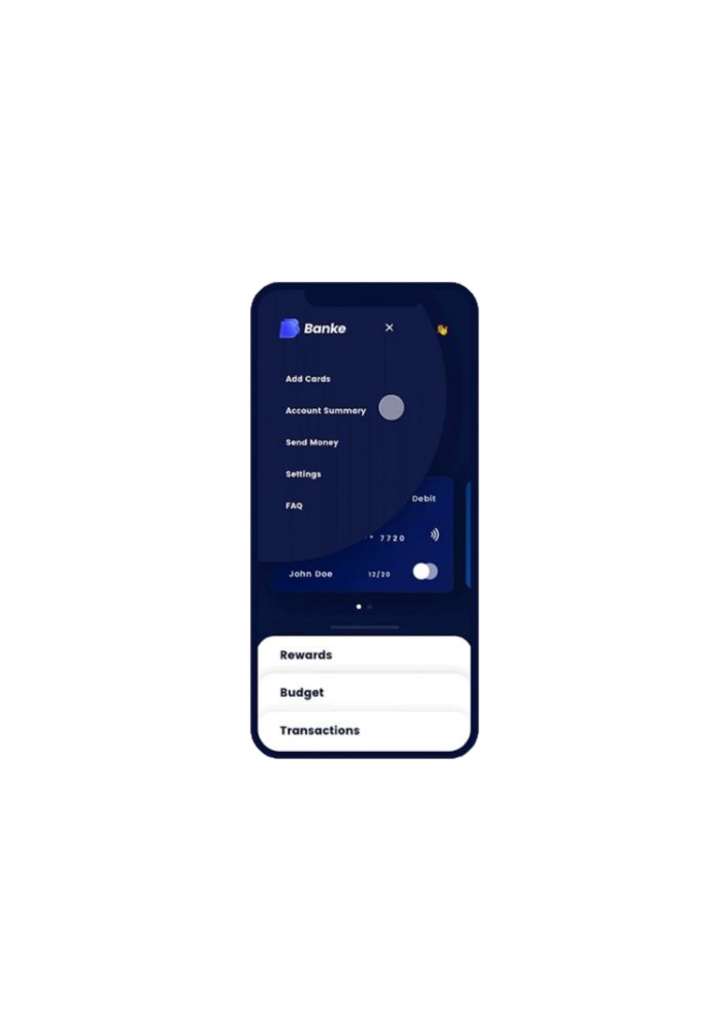 Banke ×
Add Cards
Account Summary
Send Money
Settings
FAQ
Debit
7720
John Doe 12/20
Rewards
Budget
Transactions